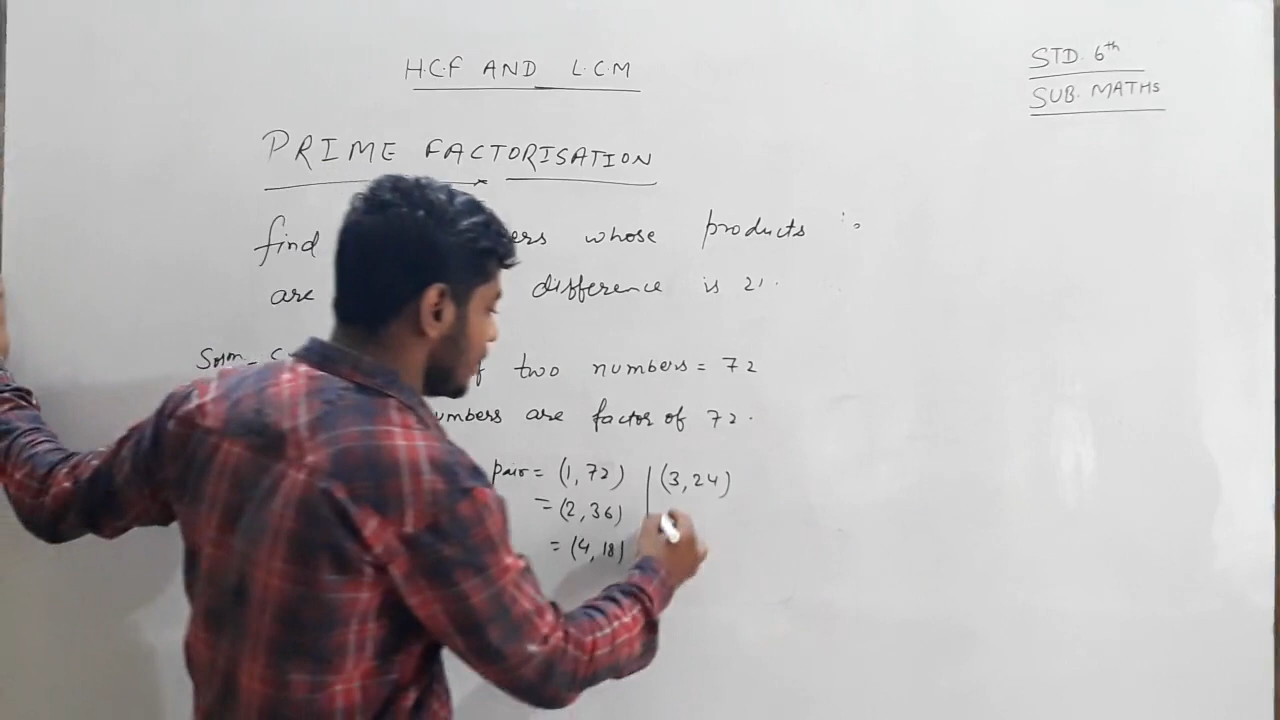 H.C.F AND L.C.M
STD. 6th
SUB. MATHS
PRIME FACTORISATION
find whose products is
are difference is 21.
two numbers = 72
are factor of 72.
pair = (1, 72) | (3, 24)
= (2, 36)
= (4, 18)